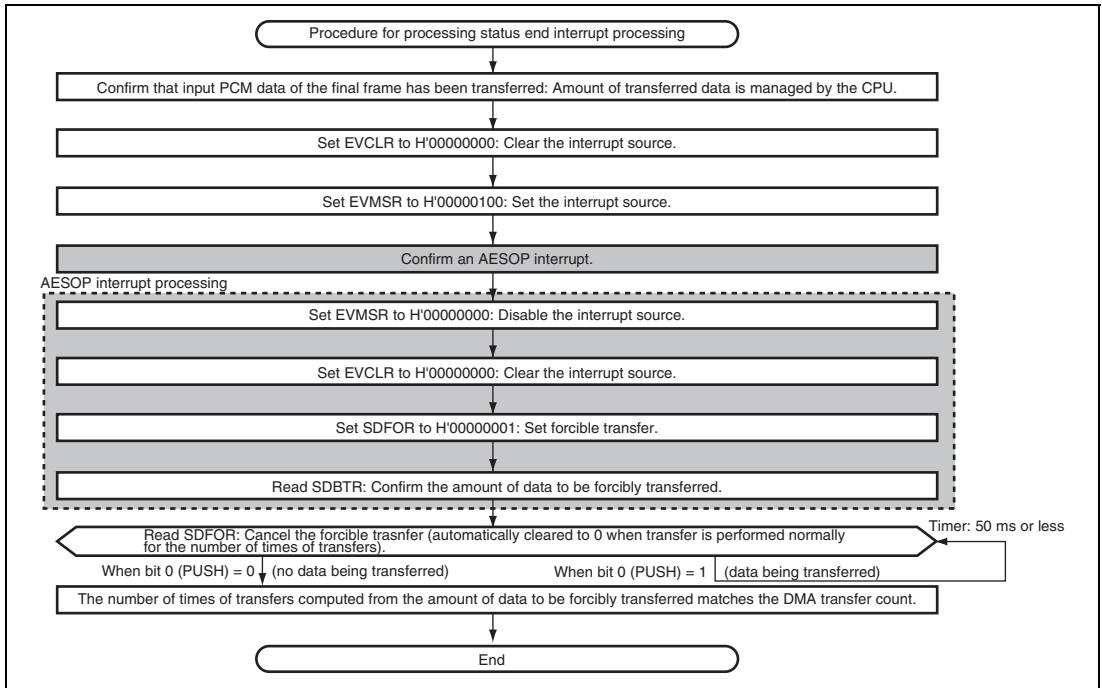 Procedure for processing status end interrupt processing
Confirm that input PCM data of the final frame has been transferred: Amount of transferred data is managed by the CPU.
Set EVCLR to H'00000000: Clear the interrupt source.
Set EVMSR to H'00000100: Set the interrupt source.
Confirm an AESOP interrupt.
AESOP interrupt processing
Set EVMSR to H'00000000: Disable the interrupt source.
Set EVCLR to H'00000000: Clear the interrupt source.
Set SDFOR to H'00000001: Set forcible transfer.
Read SDBTR: Confirm the amount of data to be forcibly transferred.
Read SDFOR: Cancel the forcible trasnfer (automatically cleared to 0 when transfer is performed normally
for the number of times of transfers).
Timer: 50 ms or less
When bit 0 (PUSH) = 0 (no data being transferred)
When bit 0 (PUSH) = 1 (data being transferred)
The number of times of transfers computed from the amount of data to be forcibly transferred matches the DMA transfer count.
End